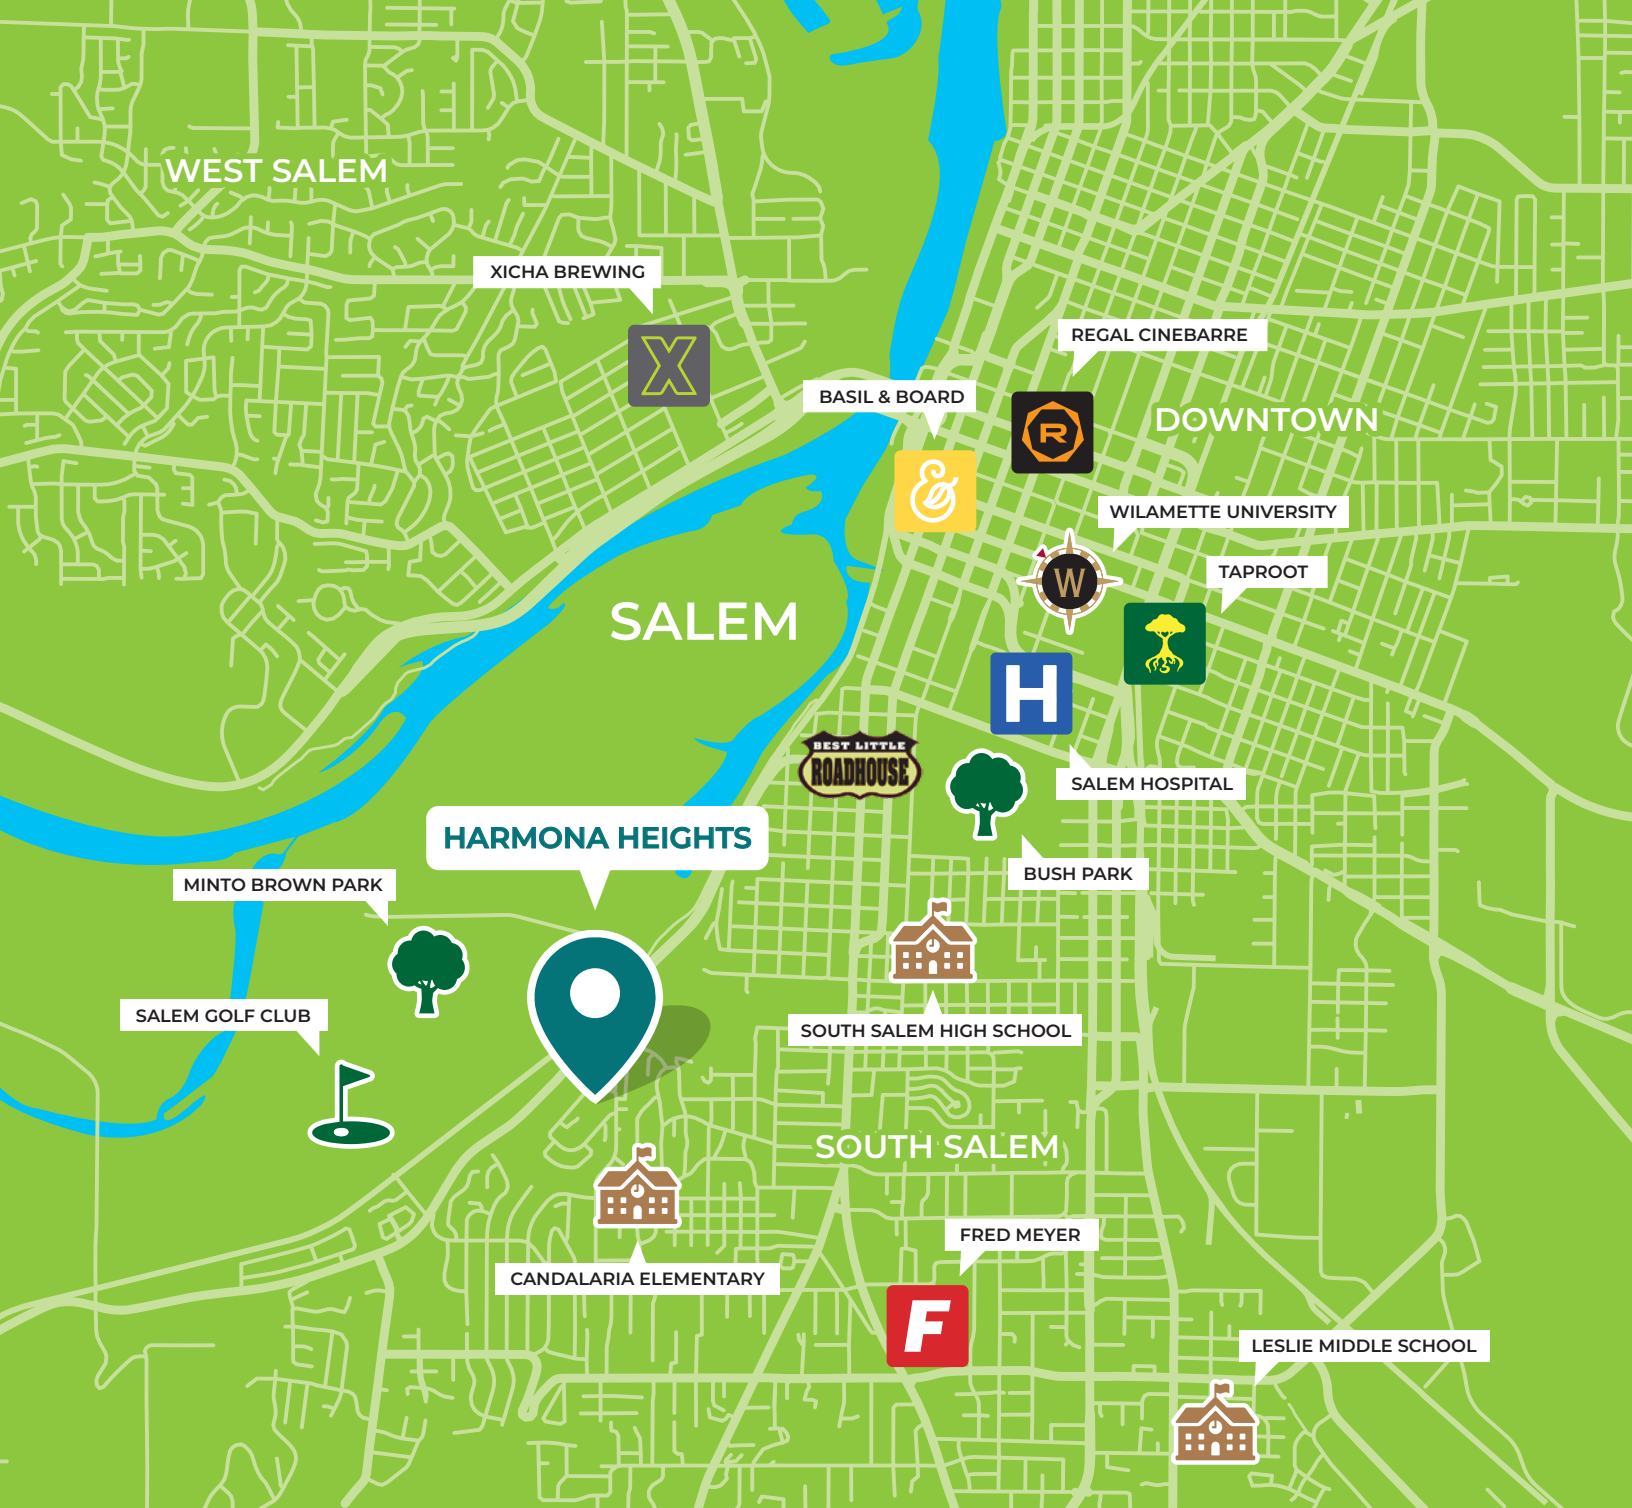 WEST SALEM
XICHA BREWING
X
REGAL CINEBARRE
BASIL & BOARD
R
DOWNTOWN
&
WILAMETTE UNIVERSITY
W
TAPROOT
SALEM
H
BEST LITTLE
ROADHOUSE
SALEM HOSPITAL
HARMONA HEIGHTS
BUSH PARK
MINTO BROWN PARK
SALEM GOLF CLUB
SOUTH SALEM HIGH SCHOOL
SOUTH SALEM
FRED MEYER
CANDALARIA ELEMENTARY
F
LESLIE MIDDLE SCHOOL